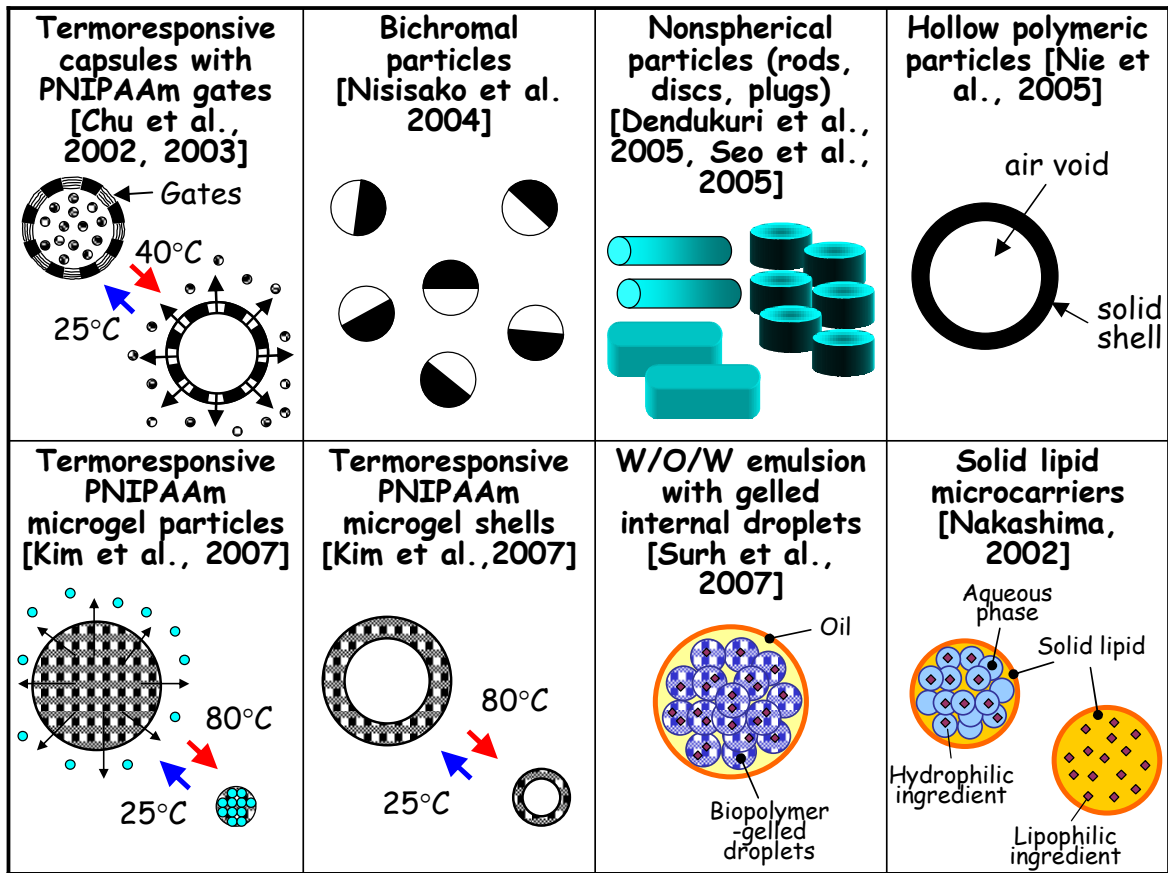 Termoresponsive
capsules with
PNIPAAm gates
[Chu et al.,
2002, 2003]
Gates
40°C
25°C
Bichromal
particles
[Nisisako et al.
2004]
Nonspherical
particles (rods,
discs, plugs)
[Dendukuri et al.,
2005, Seo et al.,
2005]
Hollow polymeric
particles [Nie et
al., 2005]
air void
solid
shell
Termoresponsive
PNIPAAm
microgel particles
[Kim et al., 2007]
80°C
25°C
Termoresponsive
PNIPAAm
microgel shells
[Kim et al.,2007]
80°C
25°C
W/O/W emulsion
with gelled
internal droplets
[Surh et al.,
2007]
Oil
Biopolymer
-gelled
droplets
Solid lipid
microcarriers
[Nakashima,
2002]
Aqueous
phase
Solid lipid
Hydrophilic
ingredient
Lipophilic
ingredient